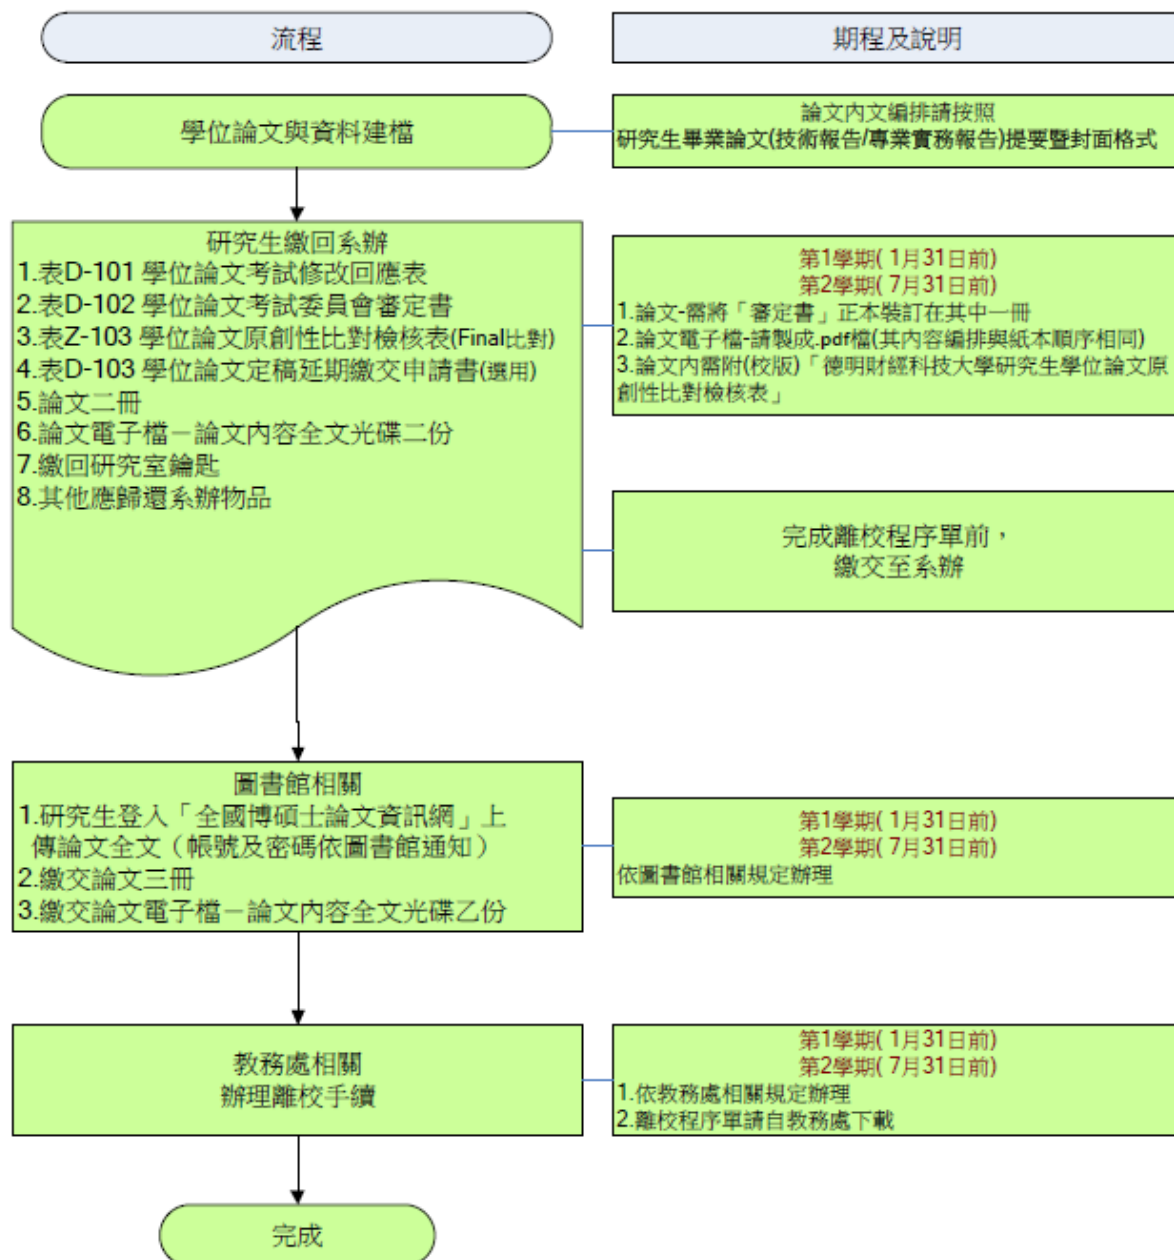 流程
期程及說明
學位論文與資料建檔
論文內文編排請按照
研究生畢業論文(技術報告/專業實務報告)提要暨封面格式
研究生繳回系辦
1.表D-101 學位論文考試修改回應表
2.表D-102 學位論文考試委員會審定書
3.表Z-103 學位論文原創性比對檢核表(Final比對)
4.表D-103 學位論文定稿延期繳交申請書(選用)
5.論文二冊
6.論文電子檔－論文內容全文光碟二份
7.繳回研究室鑰匙
8.其他應歸還系辦物品
第1學期( 1月31日前)
第2學期( 7月31日前)
1.論文-需將「審定書」正本裝訂在其中一冊
2.論文電子檔-請製成.pdf檔(其內容編排與紙本順序相同)
3.論文內需附(校版)「德明財經科技大學研究生學位論文原
創性比對檢核表」
完成離校程序單前，
繳交至系辦
圖書館相關
1.研究生登入「全國博碩士論文資訊網」上
傳論文全文（帳號及密碼依圖書館通知）
2.繳交論文三冊
3.繳交論文電子檔－論文內容全文光碟乙份
第1學期( 1月31日前)
第2學期( 7月31日前)
依圖書館相關規定辦理
教務處相關
辦理離校手續
第1學期( 1月31日前)
第2學期( 7月31日前)
1.依教務處相關規定辦理
2.離校程序單請自教務處下載
完成